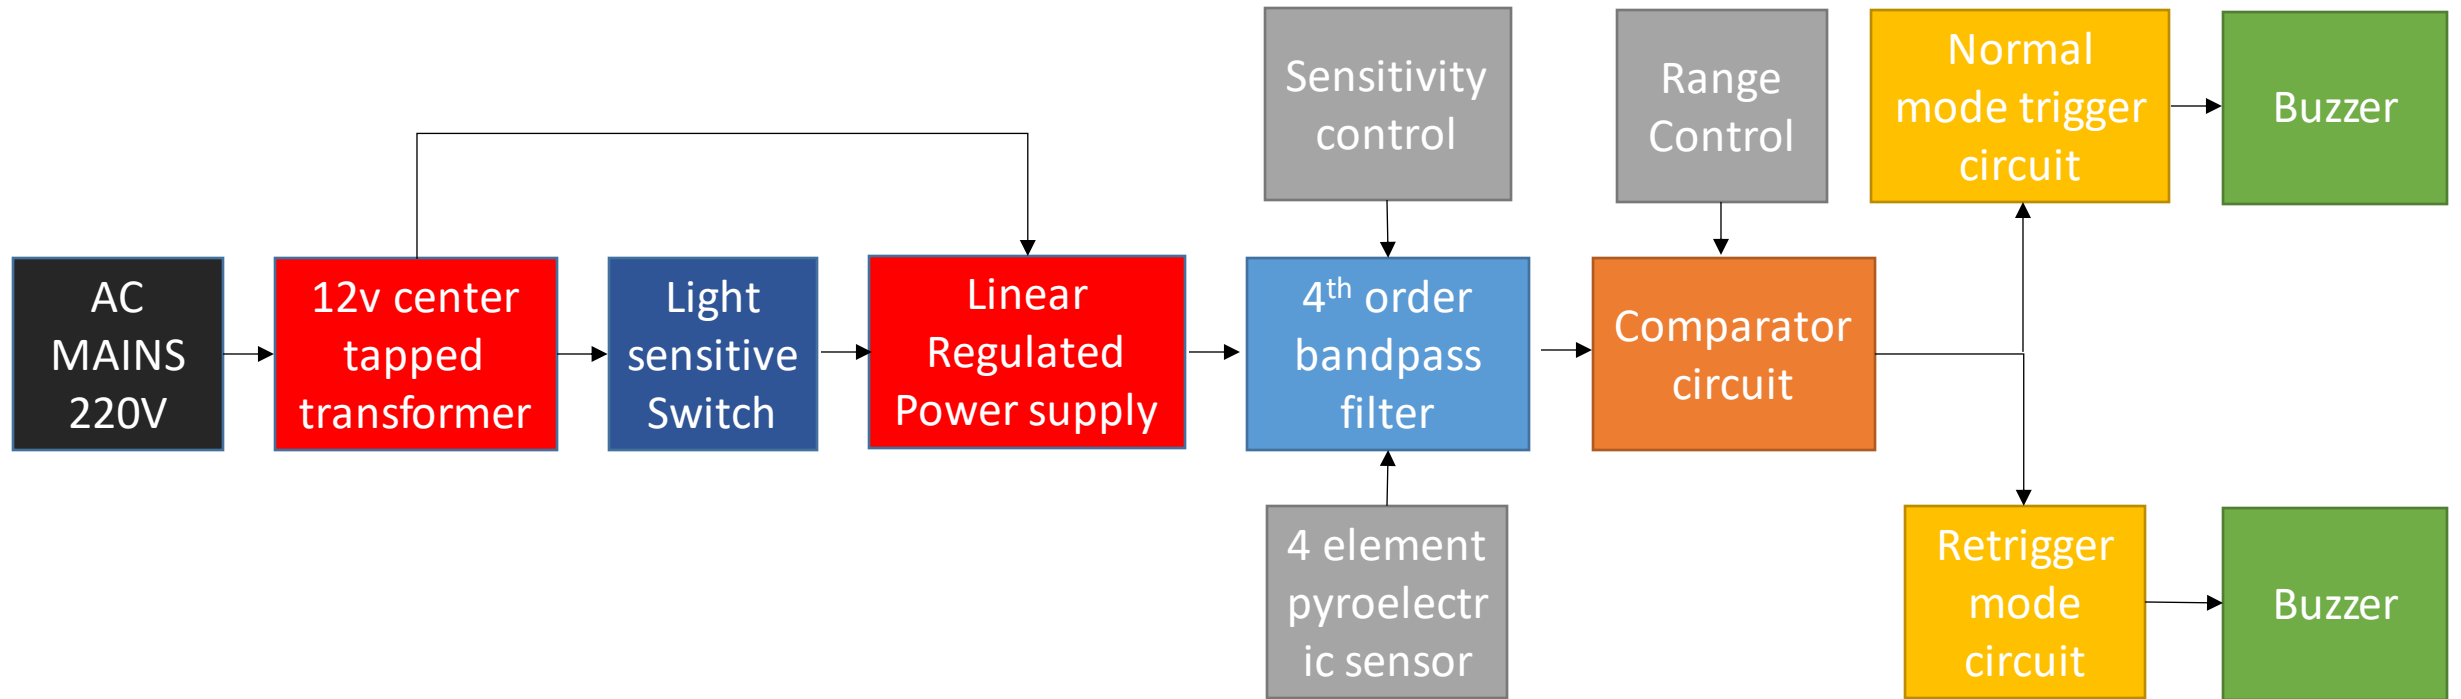 Sensitivity
control
Range
Control
Normal
mode trigger
circuit
Buzzer
AC
MAINS
220V
12v center
tapped
transformer
Light
sensitive
Switch
Linear
Regulated
Power supply
4th order
bandpass
filter
Comparator
circuit
4 element
pyroelectr
ic sensor
Retrigger
mode
circuit
Buzzer